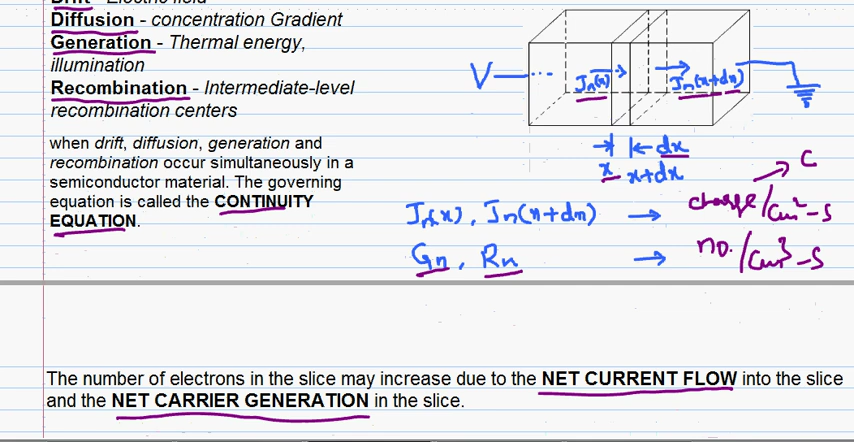 Drift - Electric field
Diffusion - concentration Gradient
Generation - Thermal energy,
illumination
Recombination - Intermediate-level
recombination centers
when drift, diffusion, generation and
recombination occur simultaneously in a
semiconductor material. The governing
equation is called the CONTINUITY
EQUATION.
V
Jn(x)
Jn(x+dx)
dx
x x+dx
C
Jn(x), Jn(x+dx) → charge/cm²-s
Gn, Rn → no./cm³-s
The number of electrons in the slice may increase due to the NET CURRENT FLOW into the slice
and the NET CARRIER GENERATION in the slice.